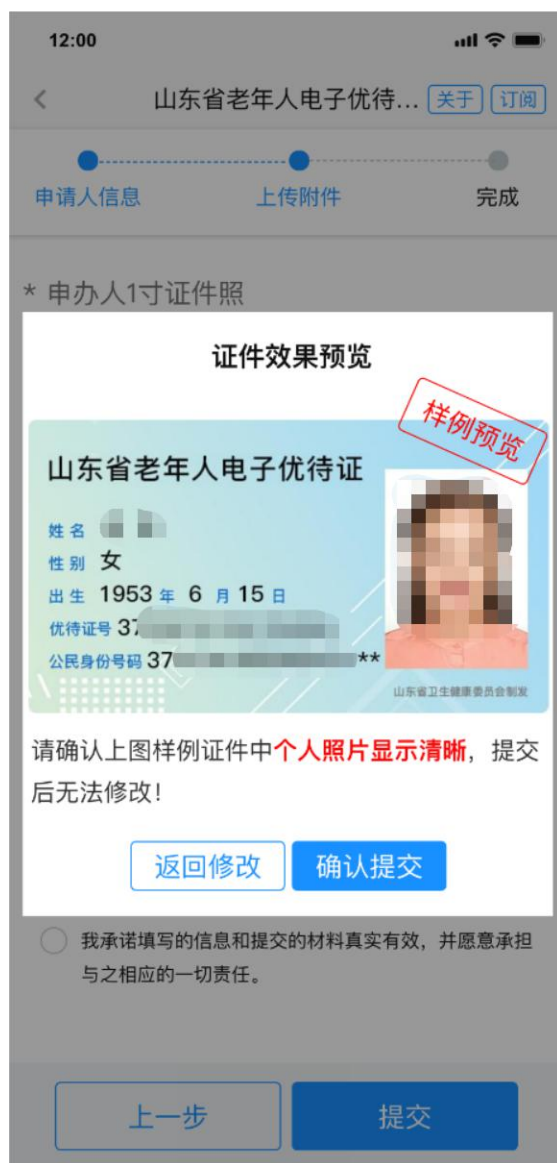 12:00
山东省老年人电子优待... 关于 订阅
申请人信息 上传附件 完成
* 申办人1寸证件照
证件效果预览
样例预览
山东省老年人电子优待证
姓名
性别 女
出生 1953 年 6 月 15 日
优待证号 37
公民身份号码 37 **
山东省卫生健康委员会制发
请确认上图样例证件中个人照片显示清晰，提交
后无法修改！
返回修改 确认提交
我承诺填写的信息和提交的材料真实有效，并愿意承担
与之相应的一切责任。
上一步 提交